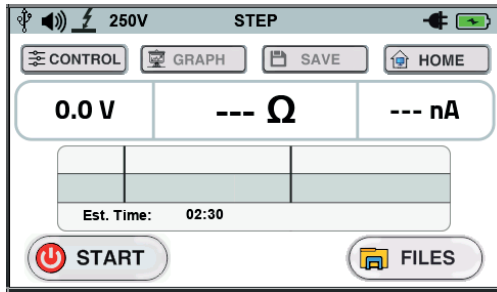 250V STEP
CONTROL GRAPH SAVE HOME
0.0 V --- Ω --- nA
Est. Time: 02:30
START FILES